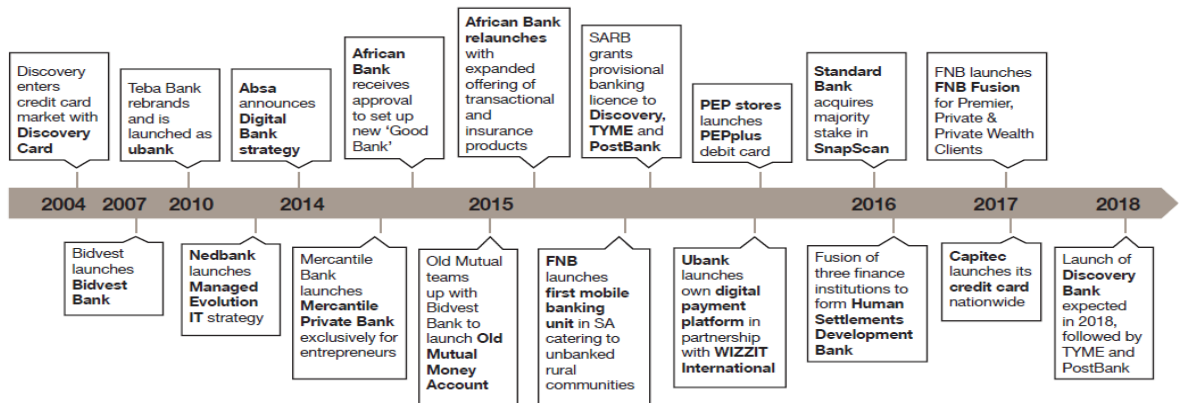 Discovery
enters
credit card
market with
Discovery
Card
Teba Bank
rebrands
and is
launched as
ubank
Absa
announces
Digital
Bank
strategy
African
Bank
receives
approval
to set up
new ‘Good
Bank’
African Bank
relaunches
with
expanded
offering of
transactional
and
insurance
products
SARB
grants
provisional
banking
licence to
Discovery,
TYME and
PostBank
PEP stores
launches
PEPplus
debit card
Standard
Bank
acquires
majority
stake in
SnapScan
FNB launches
FNB Fusion
for Premier,
Private &
Private Wealth
Clients
2004 2007 2010 2014 2015 2016 2017 2018
Bidvest
launches
Bidvest
Bank
Nedbank
launches
Managed
Evolution
IT strategy
Mercantile
Bank
launches
Mercantile
Private Bank
exclusively for
entrepreneurs
Old Mutual
teams
up with
Bidvest
Bank to
launch Old
Mutual
Money
Account
FNB
launches
first mobile
banking
unit in SA
catering to
unbanked
rural
communities
Ubank
launches
own digital
payment
platform in
partnership
with WIZZIT
International
Fusion of
three finance
institutions to
form Human
Settlements
Development
Bank
Capitec
launches its
credit card
nationwide
Launch of
Discovery
Bank
expected
in 2018,
followed by
TYME and
PostBank